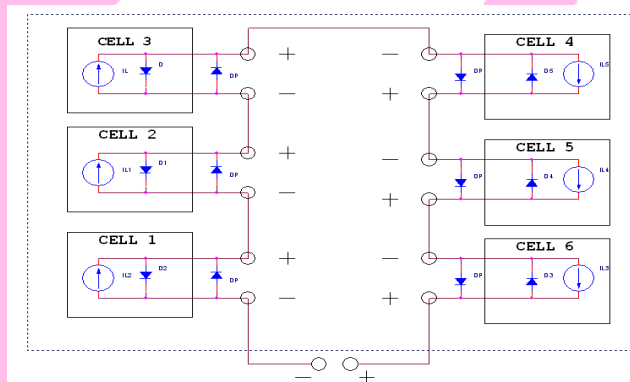 CELL 3
IL
D
DP
+
−
CELL 2
IL1
D1
DP
+
−
CELL 1
IL2
D2
DP
+
−
CELL 4
−
+
DP
D5
IL5
CELL 5
−
+
DP
D4
IL4
CELL 6
−
+
DP
D3
IL3
− +